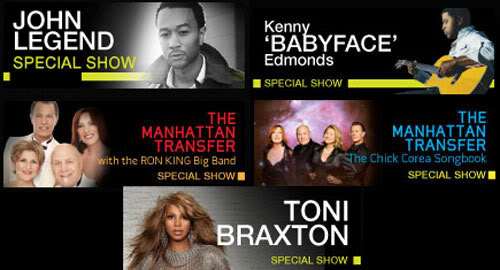 JOHN
LEGEND
SPECIAL SHOW
Kenny
‘BABYFACE’
Edmonds
SPECIAL SHOW
THE
MANHATTAN
TRANSFER
with the RON KING Big Band
SPECIAL SHOW
THE
MANHATTAN
TRANSFER
The Chick Corea Songbook
SPECIAL SHOW
TONI
BRAXTON
SPECIAL SHOW